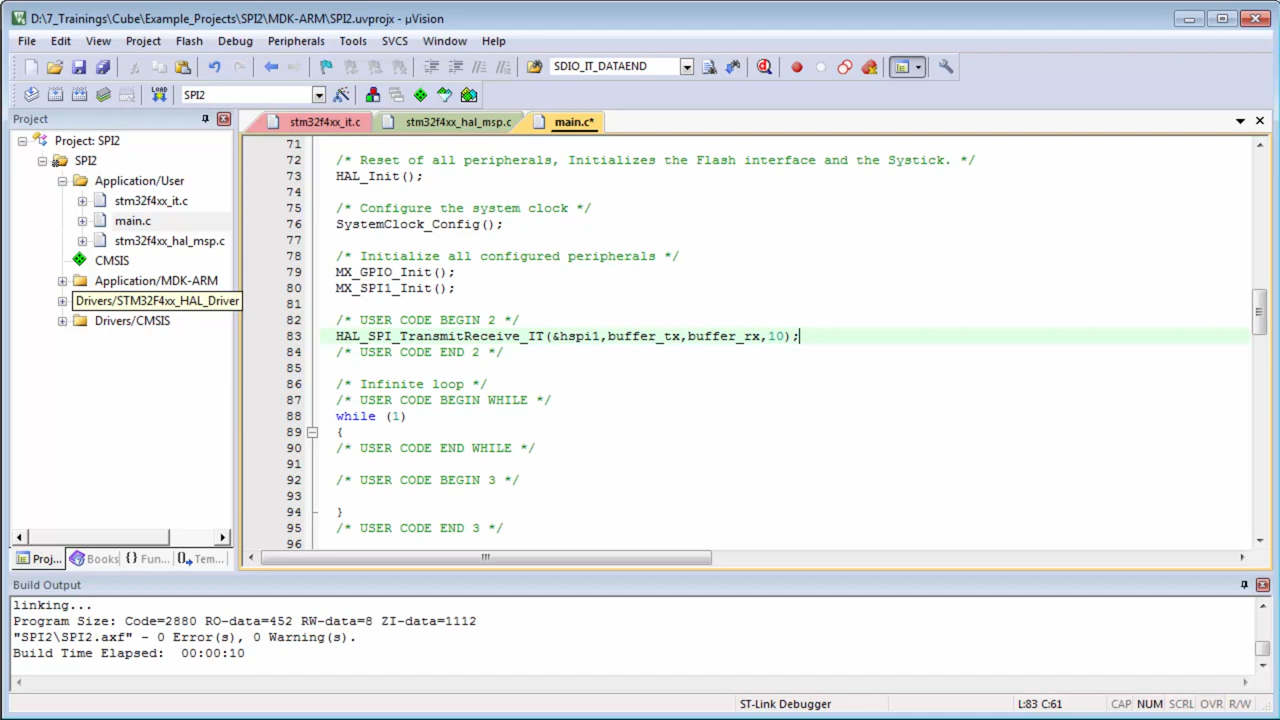 D:\7_Trainings\Cube\Example_Projects\SPI2\MDK-ARM\SPI2.uvprojx - µVision
File Edit View Project Flash Debug Peripherals Tools SVCS Window Help
SDIO_IT_DATAEND
LOAD SPI2
Project
stm32f4xx_it.c stm32f4xx_hal_msp.c main.c*
Project: SPI2
SPI2
Application/User
stm32f4xx_it.c
main.c
stm32f4xx_hal_msp.c
CMSIS
Application/MDK-ARM
Drivers/STM32F4xx_HAL_Driver
Drivers/CMSIS
Proj... Books {} Fun... Tem...
71
72 /* Reset of all peripherals, Initializes the Flash interface and the Systick. */
73 HAL_Init();
74
75 /* Configure the system clock */
76 SystemClock_Config();
77
78 /* Initialize all configured peripherals */
79 MX_GPIO_Init();
80 MX_SPI1_Init();
81
82 /* USER CODE BEGIN 2 */
83 HAL_SPI_TransmitReceive_IT(&hspi1,buffer_tx,buffer_rx,10);
84 /* USER CODE END 2 */
85
86 /* Infinite loop */
87 /* USER CODE BEGIN WHILE */
88 while (1)
89 {
90 /* USER CODE END WHILE */
91
92 /* USER CODE BEGIN 3 */
93
94 }
95 /* USER CODE END 3 */
96
Build Output
linking...
Program Size: Code=2880 RO-data=452 RW-data=8 ZI-data=1112
"SPI2\SPI2.axf" - 0 Error(s), 0 Warning(s).
Build Time Elapsed: 00:00:10
ST-Link Debugger L:83 C:61 CAP NUM SCRL OVR R/W